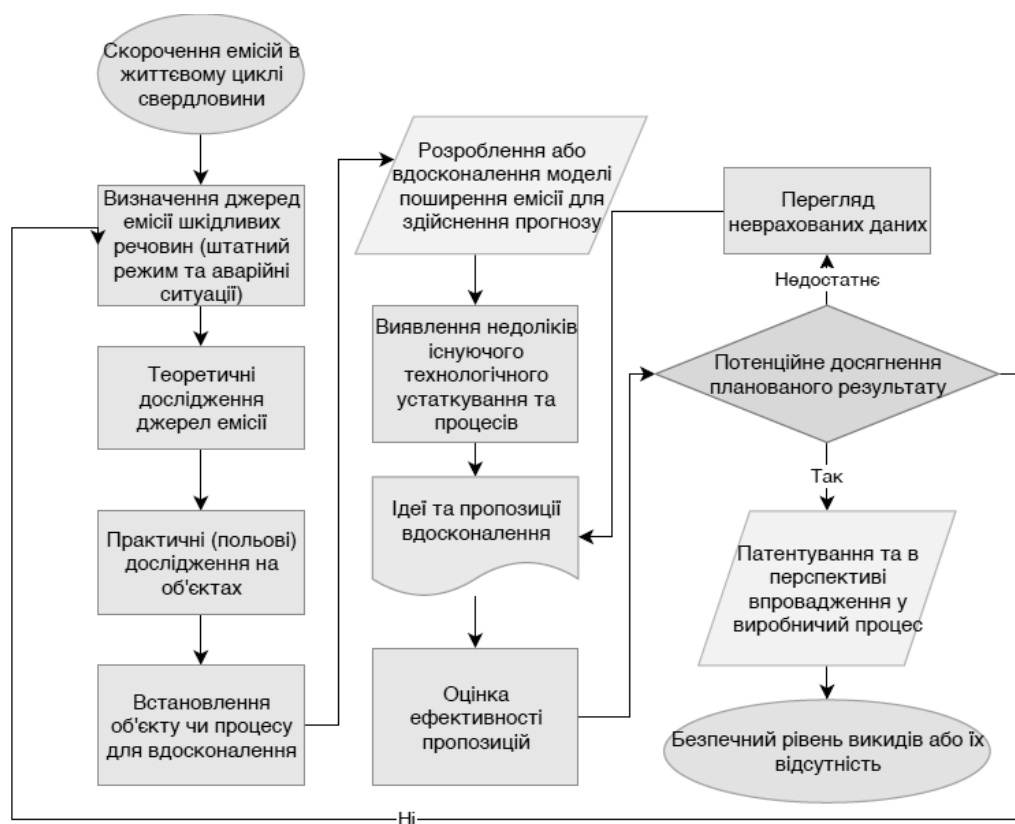 Скорочення емісій в
життєвому циклі
свердловини
Визначення джеред
емісії шкідливих
речовин (штатний
режим та аварійні
ситуації)
Теоретичні
дослідження
джерел емісії
Практичні (польові)
дослідження на
об'єктах
Встановлення
об'єкту чи процесу
для вдосконалення
Розроблення або
вдосконалення моделі
поширення емісії для
здійснення прогнозу
Виявлення недоліків
існуючого
технологічного
устаткування та
процесів
Ідеї та пропозиції
вдосконалення
Оцінка
ефективності
пропозицій
Перегляд
неврахованих даних
Недостатнє
Потенційне досягнення
планованого результату
Так
Патентування та в
перспективі
впровадження у
виробничий процес
Безпечний рівень викидів або їх
відсутність
Ні